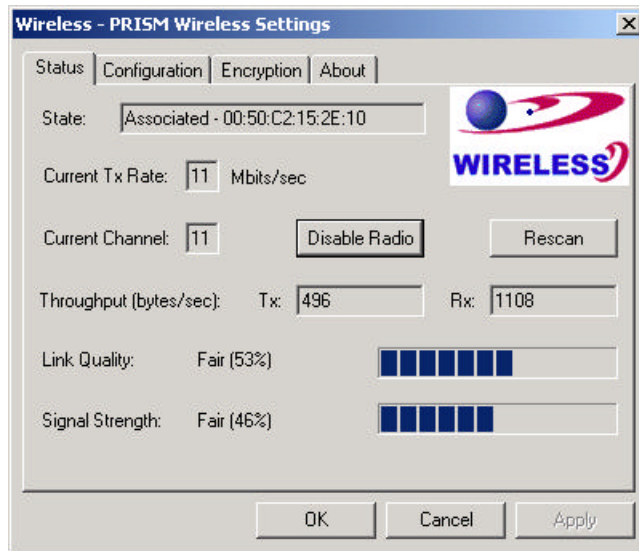 Wireless - PRISM Wireless Settings
Status Configuration Encryption About
State: Associated - 00:50:C2:15:2E:10
WIRELESS
Current Tx Rate: 11 Mbits/sec
Current Channel: 11 Disable Radio Rescan
Throughput (bytes/sec): Tx: 496 Rx: 1108
Link Quality: Fair (53%)
Signal Strength: Fair (46%)
OK Cancel Apply